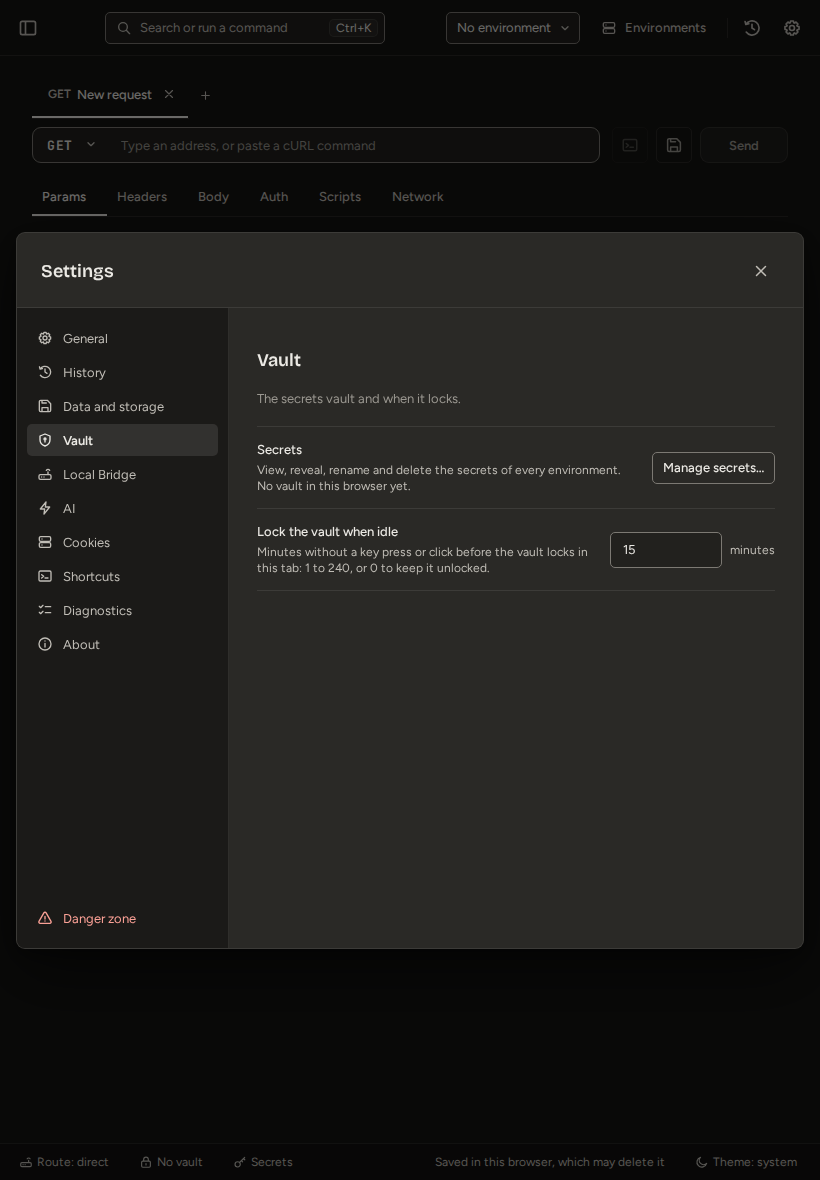 Search or run a command Ctrl+K No environment Environments
GET New request
GET Type an address, or paste a cURL command Send
Params Headers Body Auth Scripts Network
Settings
General
History
Data and storage
Vault
Local Bridge
AI
Cookies
Shortcuts
Diagnostics
About
Danger zone
Vault
The secrets vault and when it locks.
Secrets
View, reveal, rename and delete the secrets of every environment.
No vault in this browser yet.
Manage secrets...
Lock the vault when idle
Minutes without a key press or click before the vault locks in
this tab: 1 to 240, or 0 to keep it unlocked.
15 minutes
Route: direct No vault Secrets Saved in this browser, which may delete it Theme: system